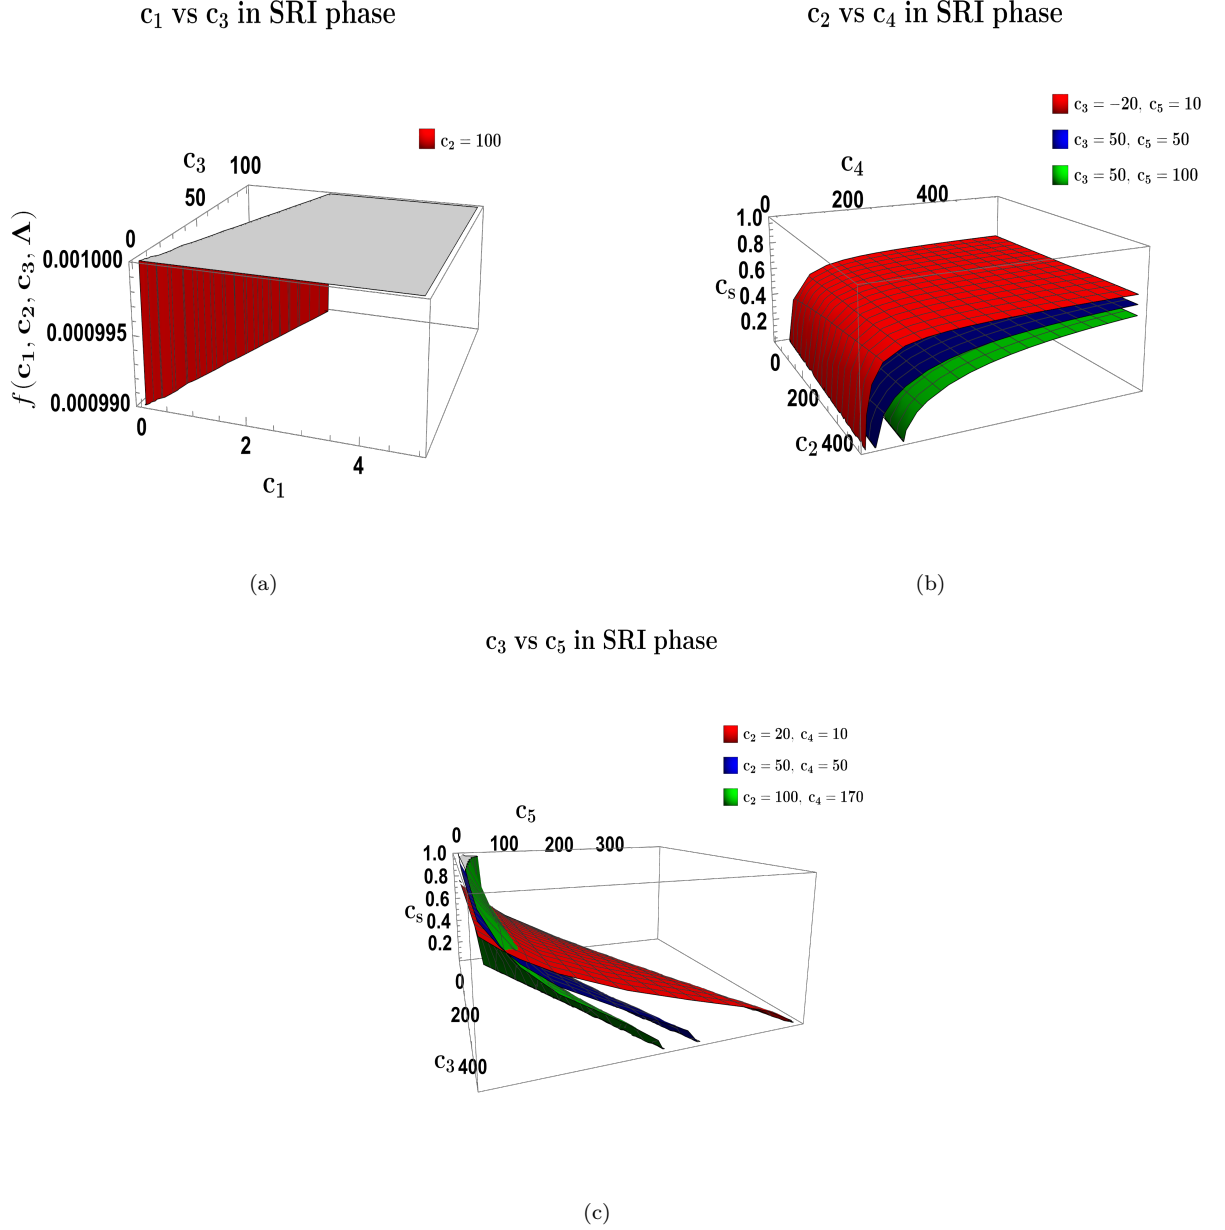 c₁ vs c₃ in SRI phase
c₂ = 100
c₃
100
50
0
f(c₁, c₂, c₃, Λ)
0.001000
0.000995
0.000990
0
2
4
c₁
(a)
c₂ vs c₄ in SRI phase
c₃ = −20, c₅ = 10
c₃ = 50, c₅ = 50
c₃ = 50, c₅ = 100
c₄
0
200
400
1.0
0.8
0.6
cₛ 0.4
0.2
0
200
c₂ 400
(b)
c₃ vs c₅ in SRI phase
c₂ = 20, c₄ = 10
c₂ = 50, c₄ = 50
c₂ = 100, c₄ = 170
c₅
0
100 200 300
1.0
0.8
0.6
cₛ 0.4
0.2
0
200
c₃ 400
(c)